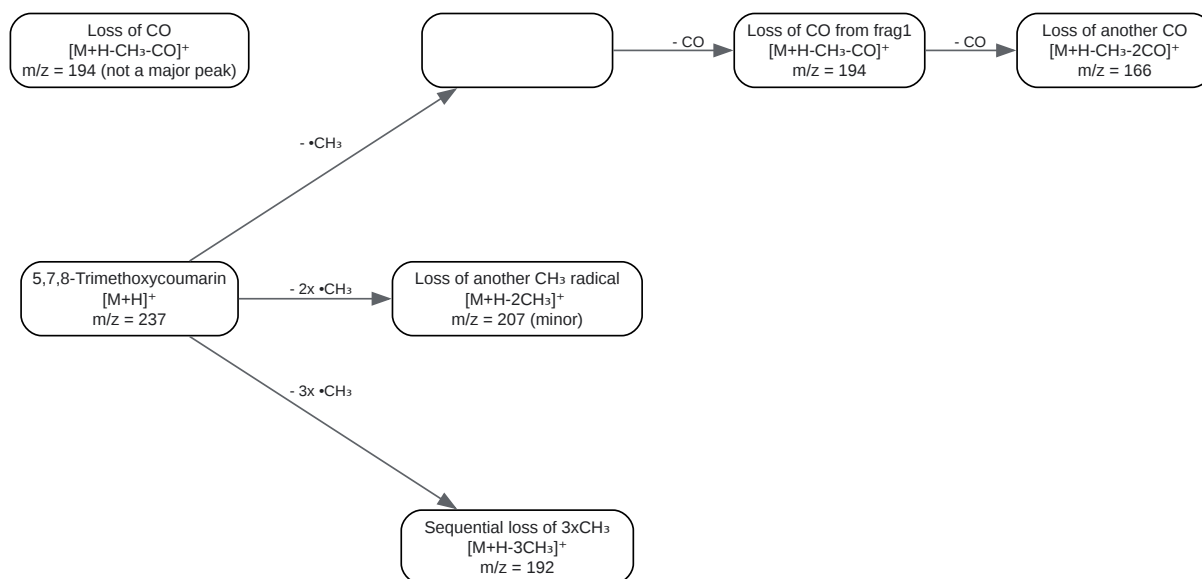 Loss of CO
[M+H-CH₃-CO]⁺
m/z = 194 (not a major peak)
- CO
Loss of CO from frag1
[M+H-CH₃-CO]⁺
m/z = 194
- CO
Loss of another CO
[M+H-CH₃-2CO]⁺
m/z = 166
- •CH₃
5,7,8-Trimethoxycoumarin
[M+H]⁺
m/z = 237
- 2x •CH₃
Loss of another CH₃ radical
[M+H-2CH₃]⁺
m/z = 207 (minor)
- 3x •CH₃
Sequential loss of 3xCH₃
[M+H-3CH₃]⁺
m/z = 192